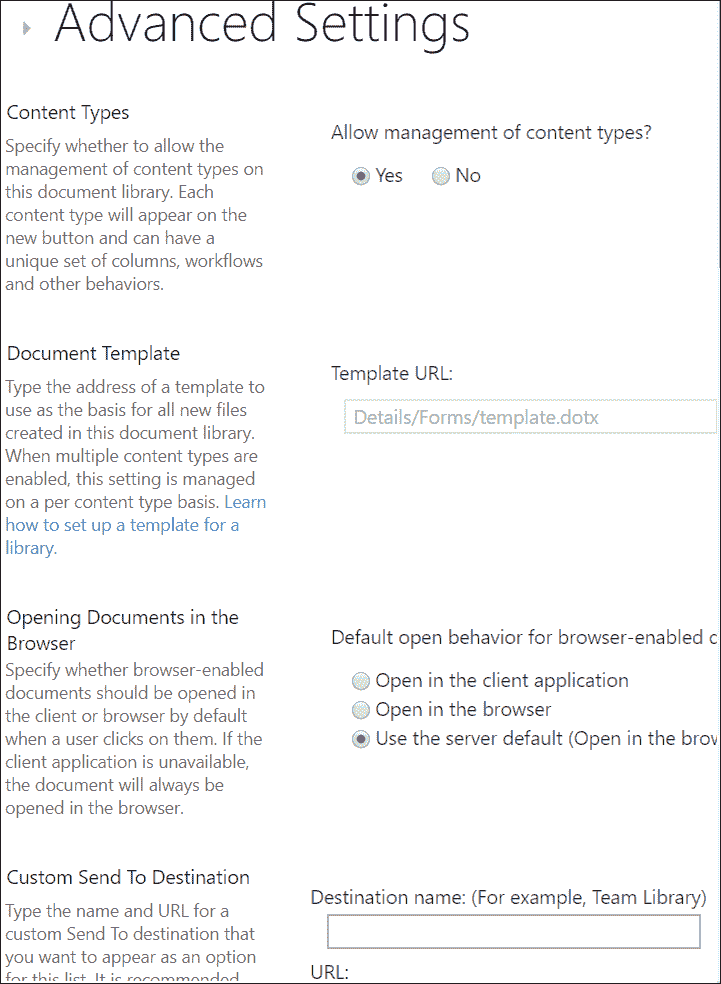 Advanced Settings
Content Types
Specify whether to allow the
management of content types on
this document library. Each
content type will appear on the
new button and can have a
unique set of columns, workflows
and other behaviors.
Allow management of content types?
Yes No
Document Template
Type the address of a template to
use as the basis for all new files
created in this document library.
When multiple content types are
enabled, this setting is managed
on a per content type basis. Learn
how to set up a template for a
library.
Template URL:
Details/Forms/template.dotx
Opening Documents in the
Browser
Specify whether browser-enabled
documents should be opened in
the client or browser by default
when a user clicks on them. If the
client application is unavailable,
the document will always be
opened in the browser.
Default open behavior for browser-enabled
Open in the client application
Open in the browser
Use the server default (Open in the
Custom Send To Destination
Type the name and URL for a
custom Send To destination that
you want to appear as an option
for this list. It is recommended
Destination name: (For example, Team Library)
URL: